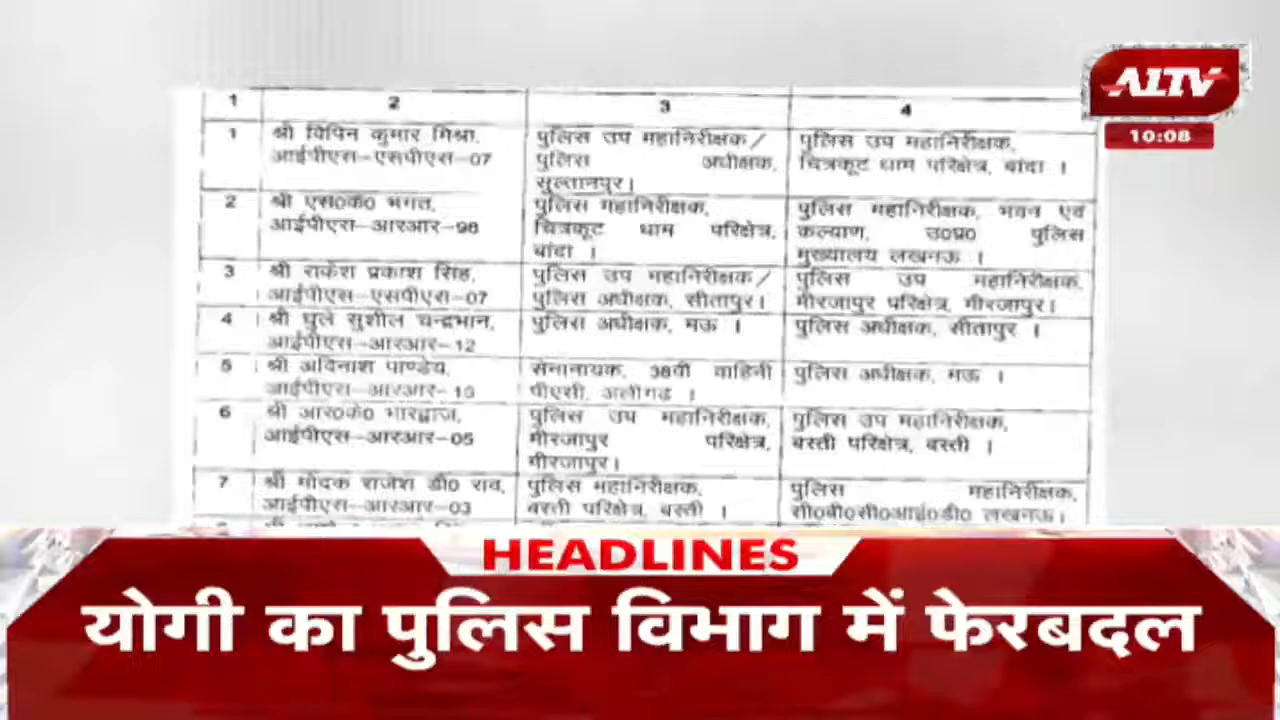 AITV
10:08
1 2 3 4
1 श्री विपिन कुमार मिश्रा, पुलिस उप महानिरीक्षक/ पुलिस उप महानिरीक्षक,
आईपीएस-एसपीएस-07 पुलिस अधीक्षक, चित्रकूट धाम परिक्षेत्र, बांदा ।
सुल्तानपुर।
2 श्री एस0के0 भगत, पुलिस महानिरीक्षक, पुलिस महानिरीक्षक, भवन एवं
आईपीएस-आरआर-98 चित्रकूट धाम परिक्षेत्र, कल्याण, उ0प्र0 पुलिस
बांदा । मुख्यालय लखनऊ ।
3 श्री राकेश प्रकाश सिंह, पुलिस उप महानिरीक्षक/ पुलिस उप महानिरीक्षक,
आईपीएस-एसपीएस-07 पुलिस अधीक्षक, सीतापुर। मीरजापुर परिक्षेत्र, मीरजापुर।
4 श्री घुले सुशील चन्द्रभान, पुलिस अधीक्षक, मऊ । पुलिस अधीक्षक, सीतापुर ।
आईपीएस-आरआर-12
5 श्री अविनाश पाण्डेय, सेनानायक, 38वीं वाहिनी पुलिस अधीक्षक, मऊ ।
आईपीएस-आरआर- पीएसी, अलीगढ ।
6 श्री आर0के0 भारद्वाज, पुलिस उप महानिरीक्षक, पुलिस उप महानिरीक्षक,
आईपीएस-आरआर-05 मीरजापुर परिक्षेत्र, बस्ती परिक्षेत्र, बस्ती ।
मीरजापुर।
7 श्री मोदक राजेश डी0 राव, पुलिस महानिरीक्षक, पुलिस महानिरीक्षक,
आईपीएस-आरआर-03 बस्ती परिक्षेत्र, बस्ती । सी0बी0सी0आई0डी0 लखनऊ।
HEADLINES
योगी का पुलिस विभाग में फेरबदल